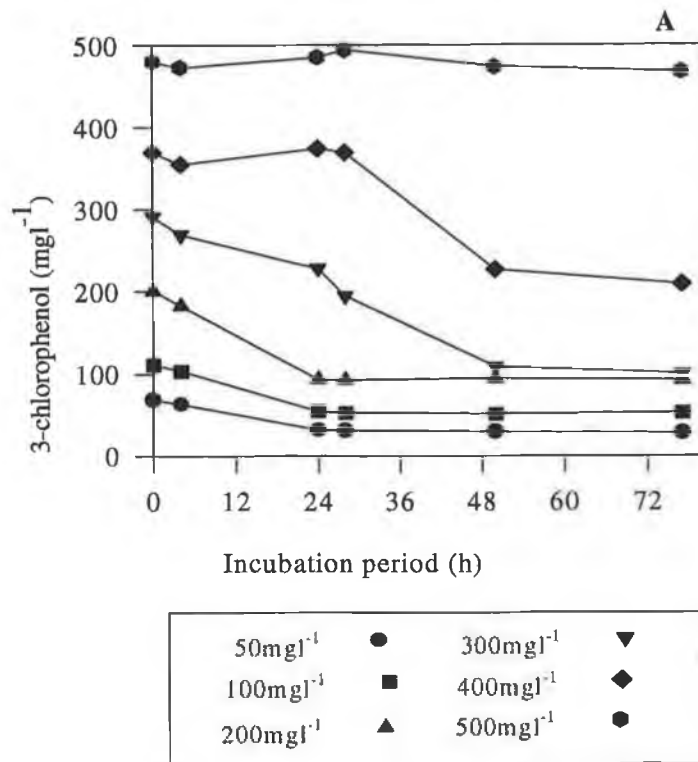 A
500
400
300
200
100
0
3-chlorophenol (mgl⁻¹)
0 12 24 36 48 60 72
Incubation period (h)
50mgl⁻¹ 300mgl⁻¹
100mgl⁻¹ 400mgl⁻¹
200mgl⁻¹ 500mgl⁻¹